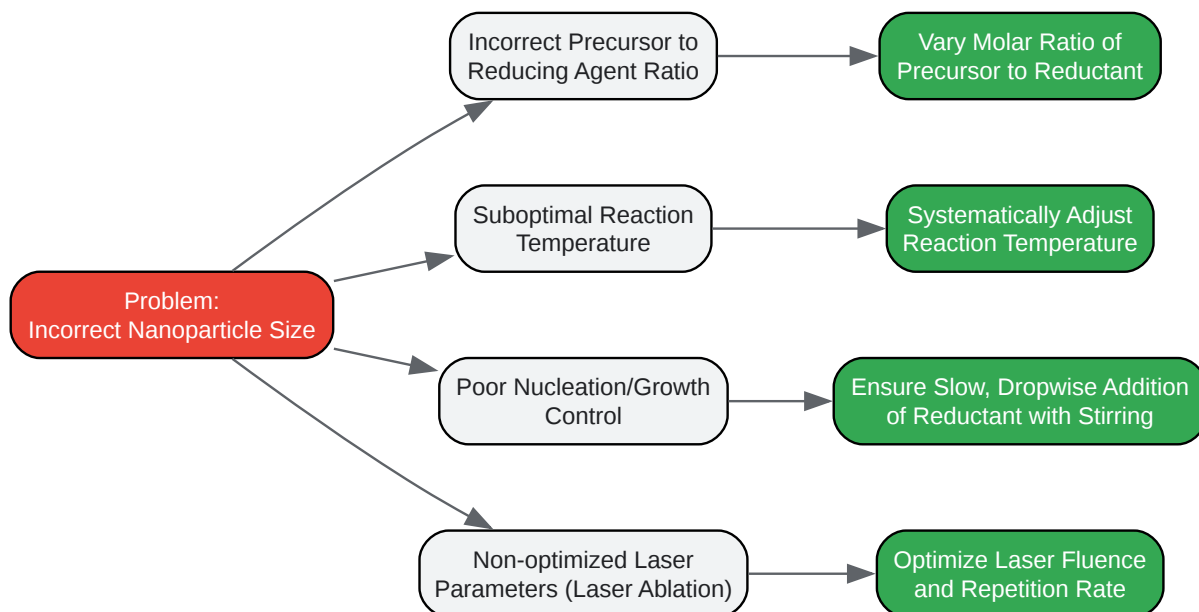 Incorrect Precursor to
Reducing Agent Ratio
Vary Molar Ratio of
Precursor to Reductant
Suboptimal Reaction
Temperature
Systematically Adjust
Reaction Temperature
Problem:
Incorrect Nanoparticle Size
Poor Nucleation/Growth
Control
Ensure Slow, Dropwise Addition
of Reductant with Stirring
Non-optimized Laser
Parameters (Laser Ablation)
Optimize Laser Fluence
and Repetition Rate